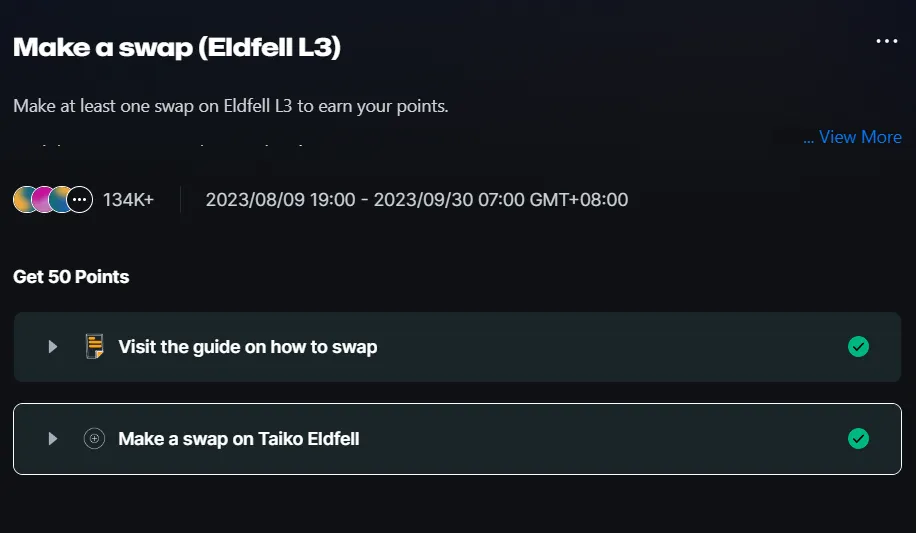 Make a swap (Eldfell L3)
Make at least one swap on Eldfell L3 to earn your points.
... View More
134K+
2023/08/09 19:00 - 2023/09/30 07:00 GMT+08:00
Get 50 Points
Visit the guide on how to swap
Make a swap on Taiko Eldfell